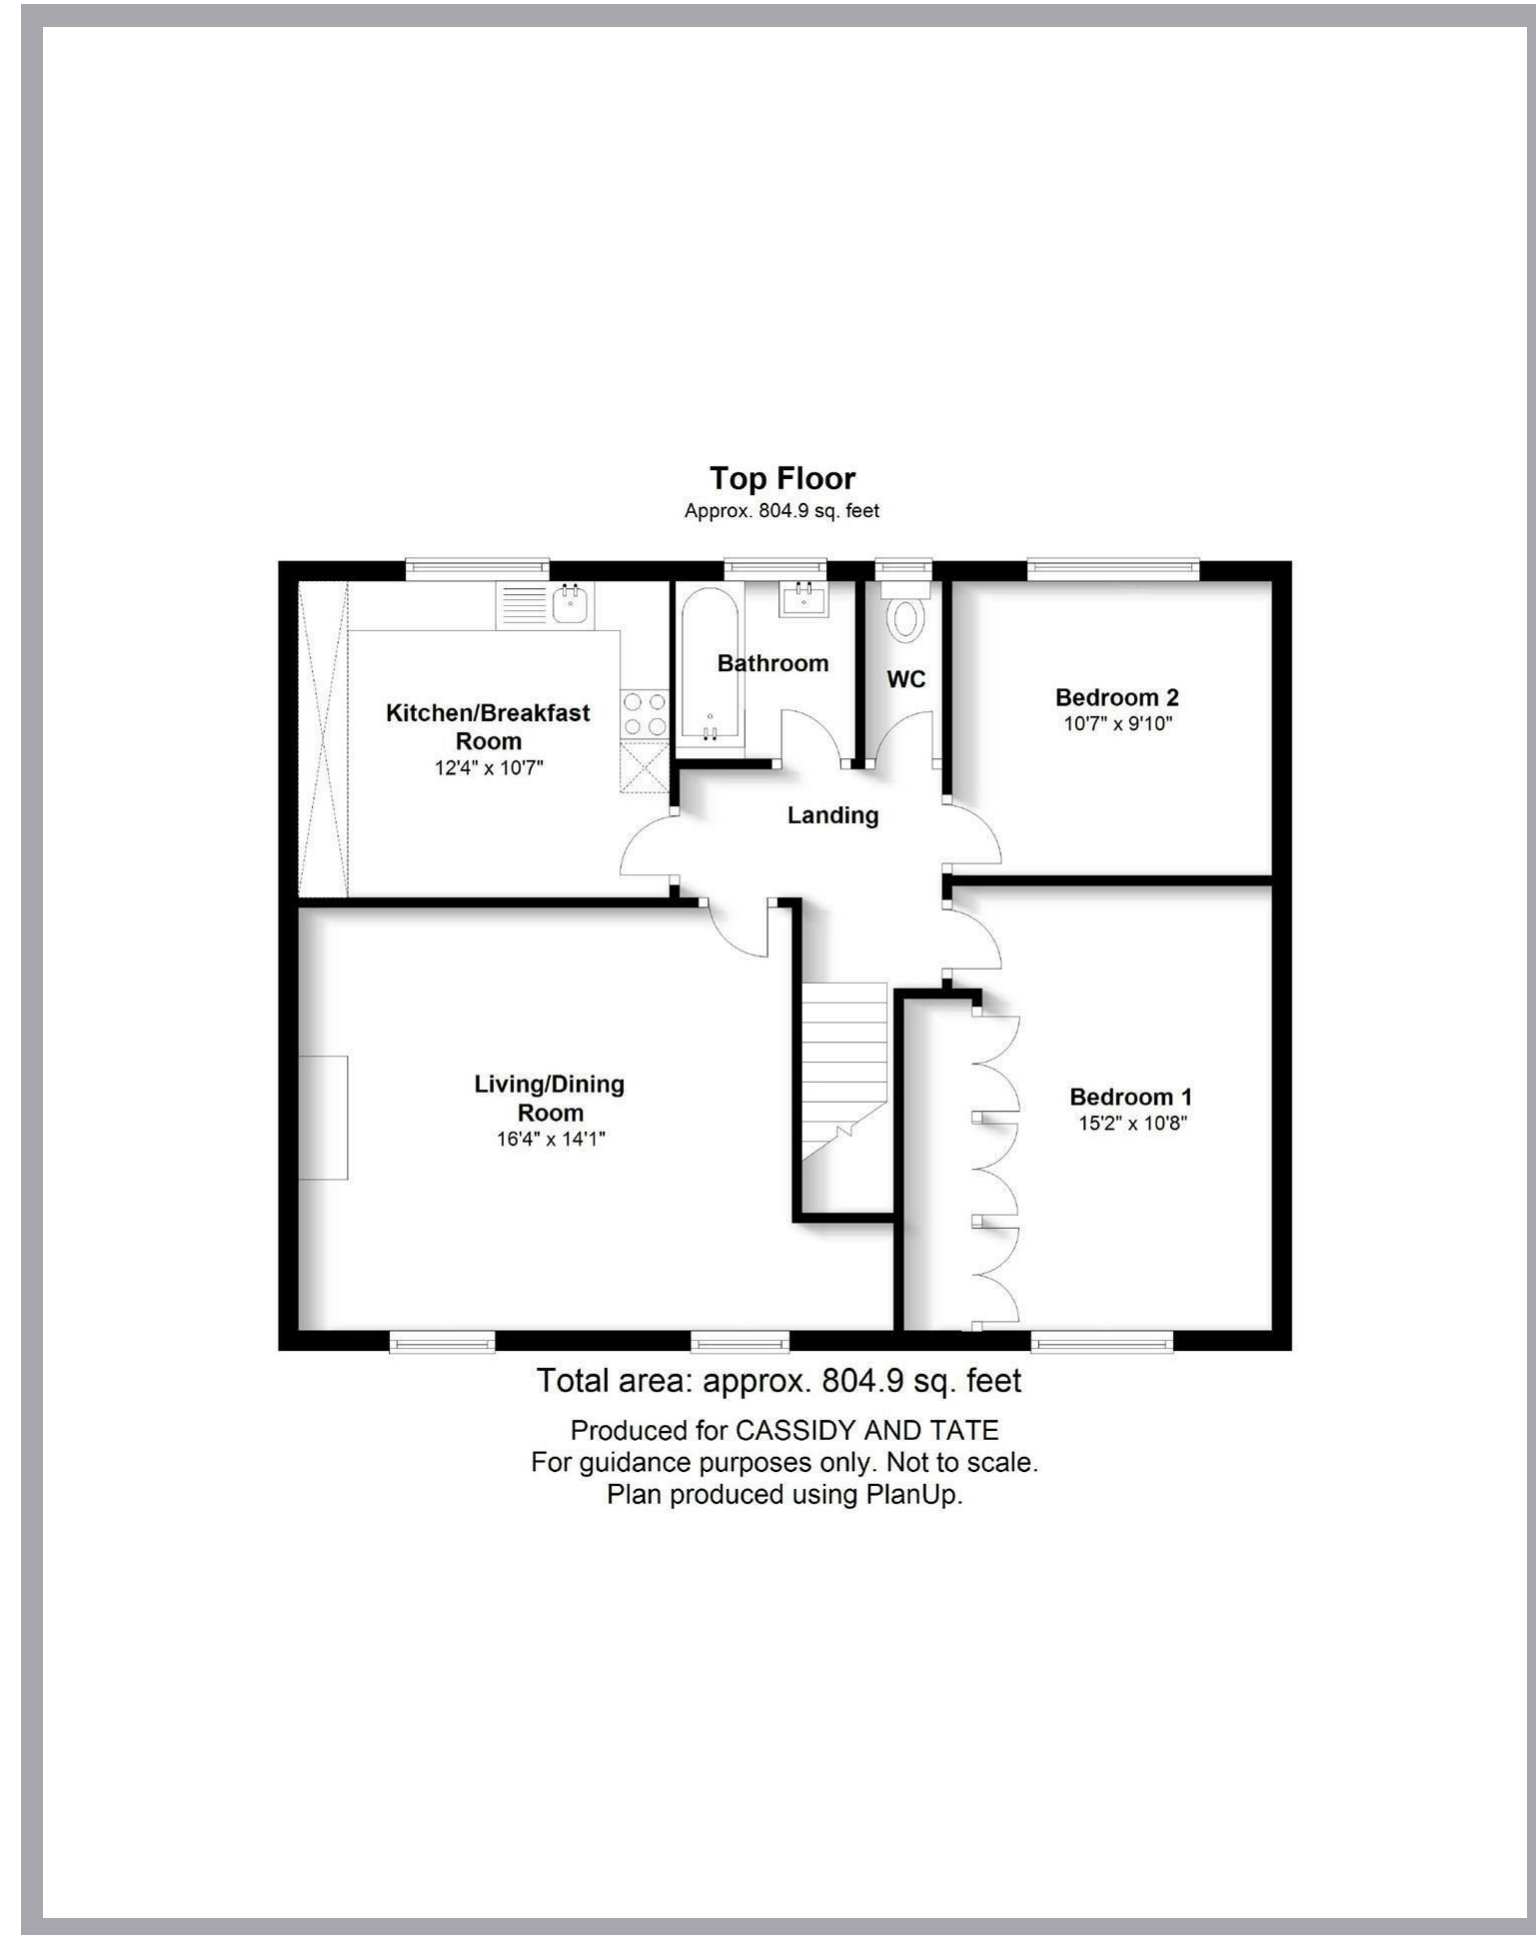 Top Floor
Approx. 804.9 sq. feet
Kitchen/Breakfast
Room
12'4" x 10'7"
Bathroom
WC
Bedroom 2
10'7" x 9'10"
Landing
Living/Dining
Room
16'4" x 14'1"
Bedroom 1
15'2" x 10'8"
Total area: approx. 804.9 sq. feet
Produced for CASSIDY AND TATE
For guidance purposes only. Not to scale.
Plan produced using PlanUp.